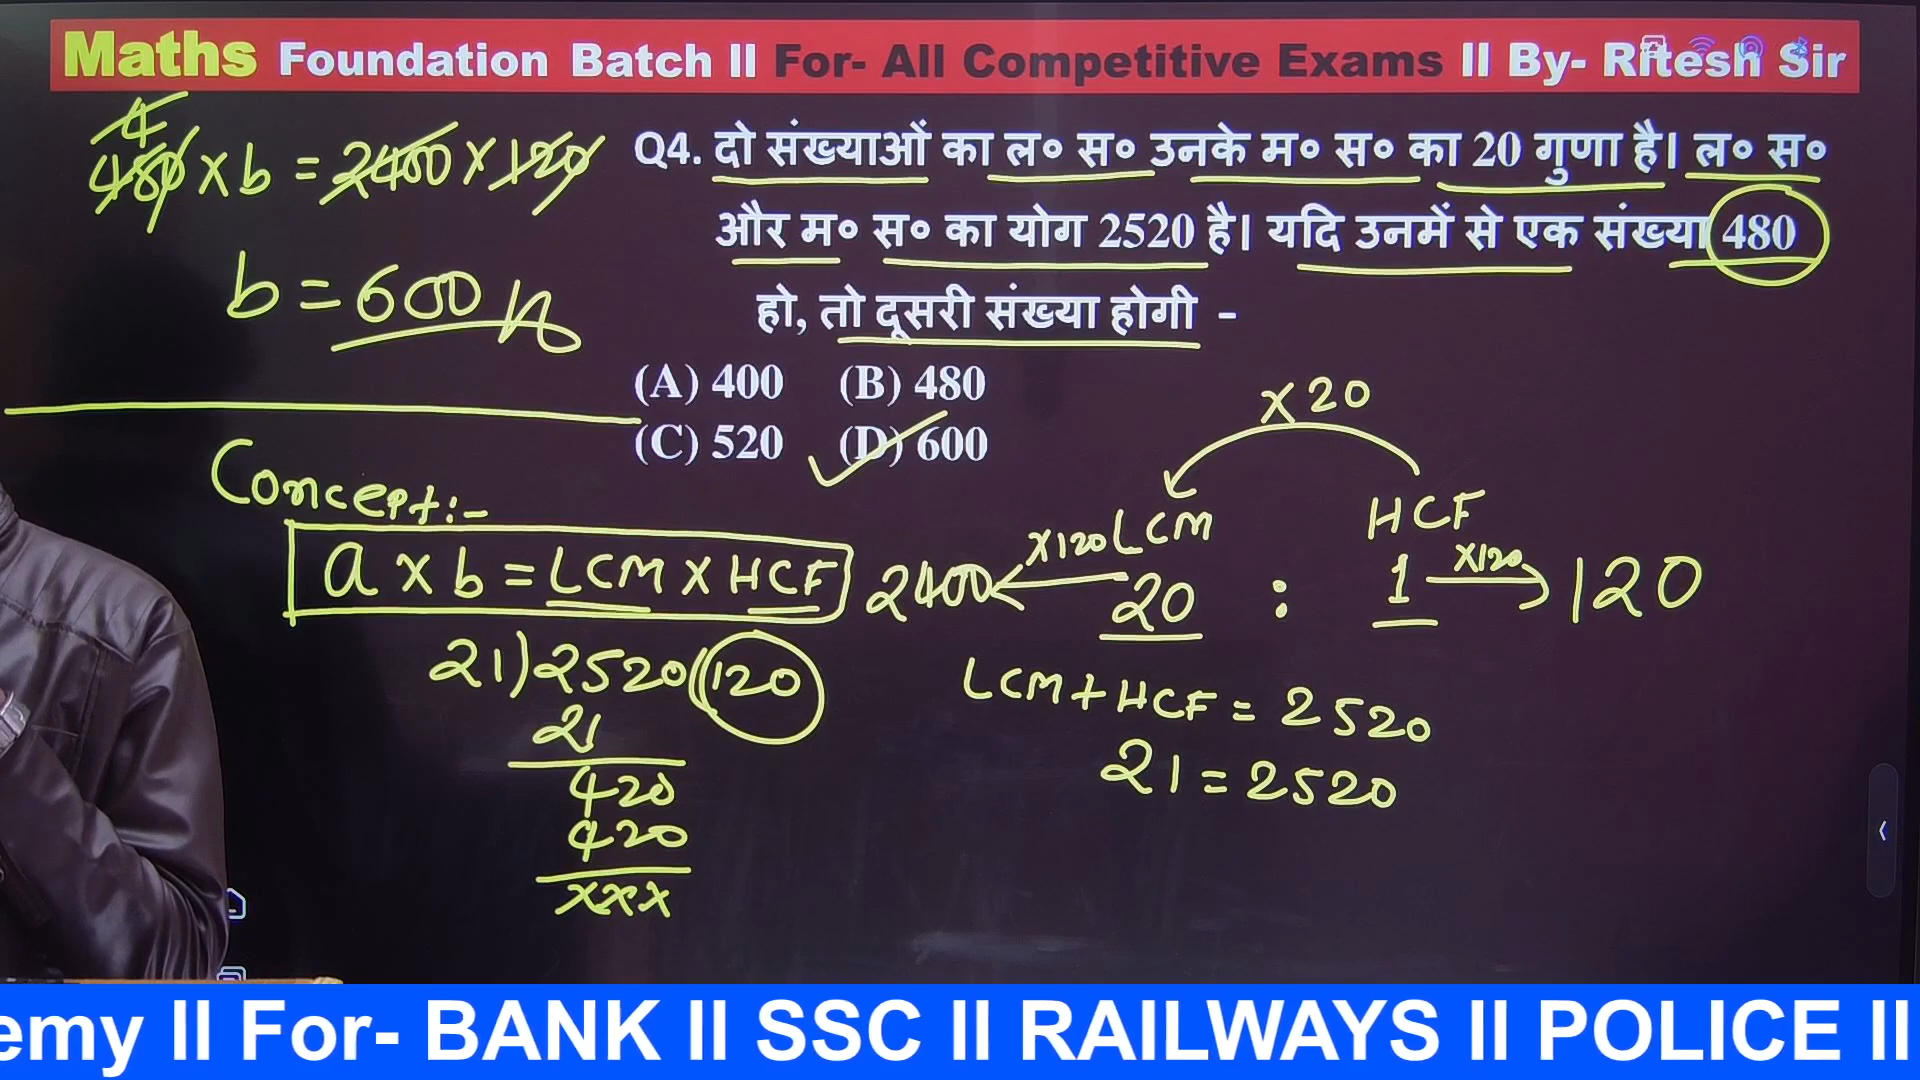 Maths Foundation Batch II For- All Competitive Exams II By- Ritesh Sir
Q4. दो संख्याओं का ल० स० उनके म० स० का 20 गुणा है। ल० स०
और म० स० का योग 2520 है। यदि उनमें से एक संख्या 480
हो, तो दूसरी संख्या होगी -
(A) 400 (B) 480
(C) 520 (D) 600
4
480 x b = 2400 x 120
b = 600
Concept:-
a x b = LCM x HCF
21)2520(120
21
420
420
xxx
x 20
LCM HCF
2400 x120 20 : 1 x120 120
LCM + HCF = 2520
21 = 2520
emy II For- BANK II SSC II RAILWAYS II POLICE II